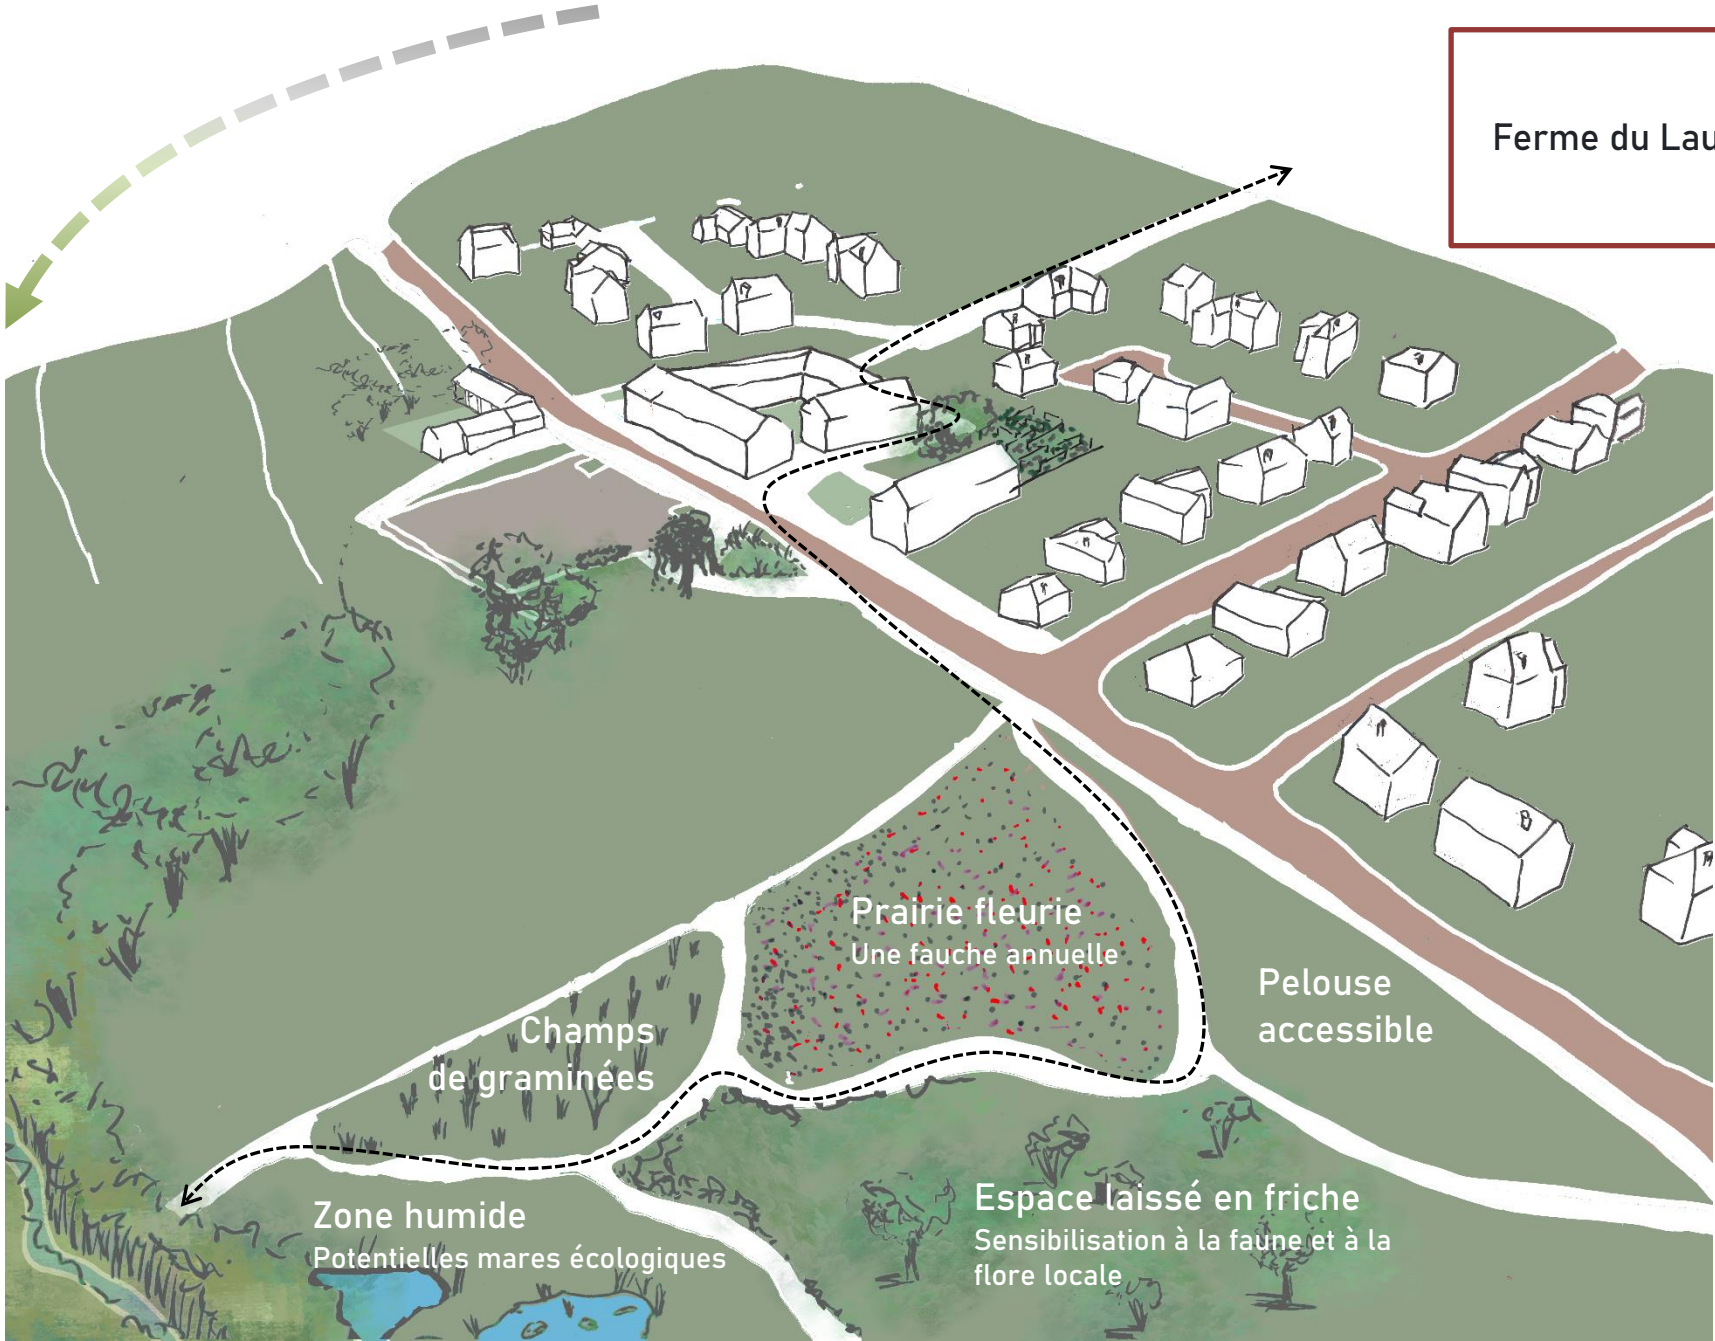 Ferme du Lau
Prairie fleurie
Une fauche annuelle
Pelouse
accessible
Champs
de graminées
Espace laissé en friche
Sensibilisation à la faune et à la
flore locale
Zone humide
Potentielles mares écologiques